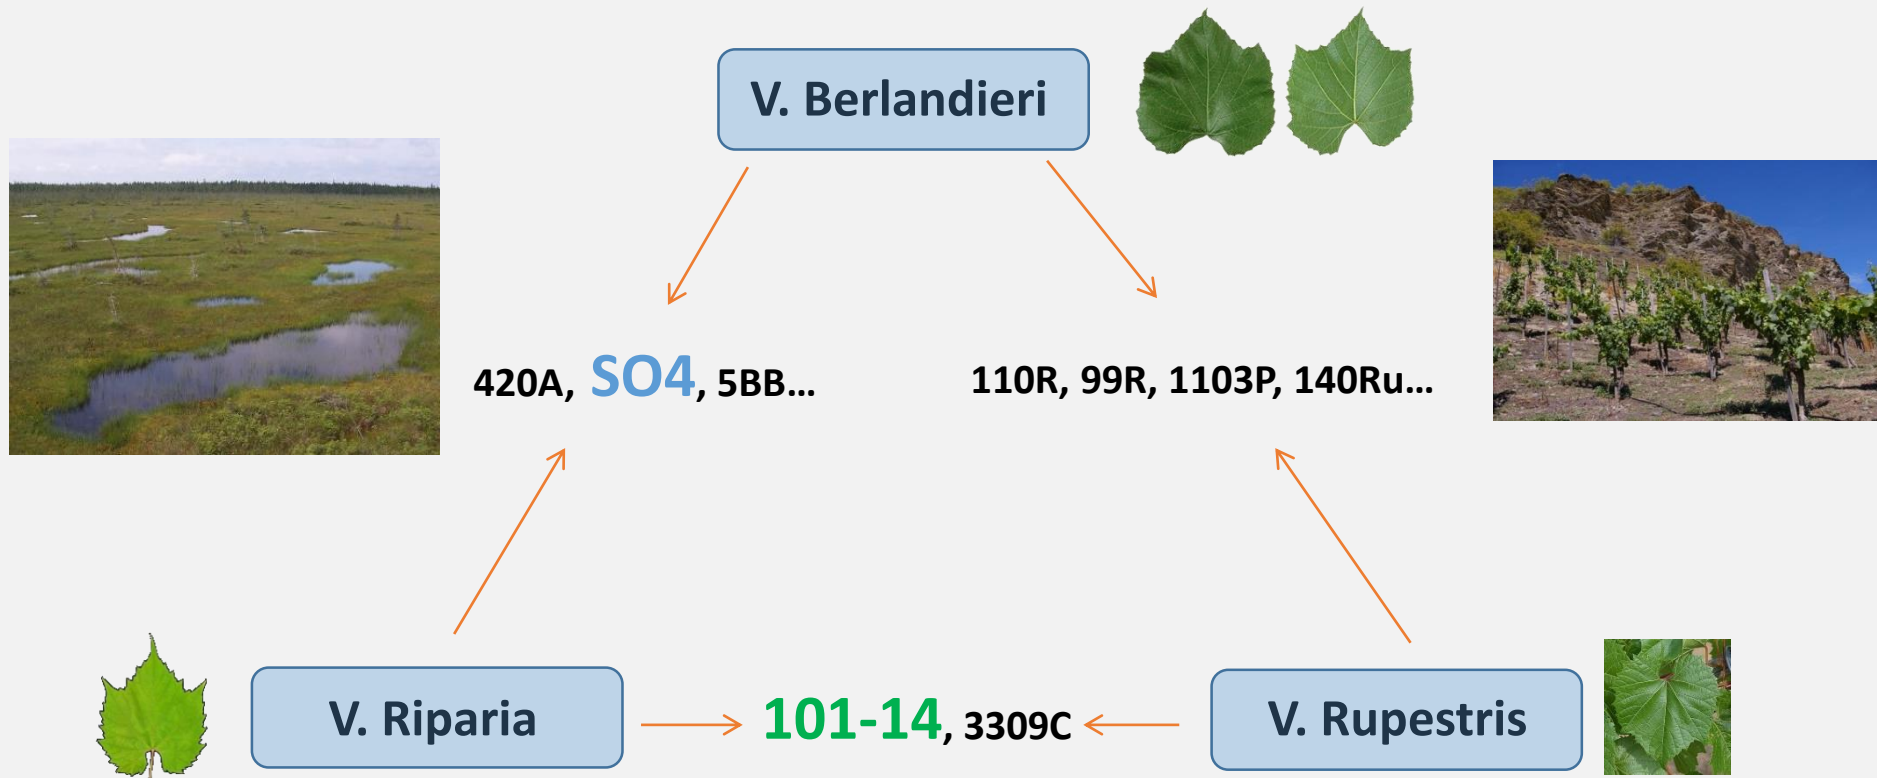 V. Berlandieri
420A, SO4, 5BB...
110R, 99R, 1103P, 140Ru...
V. Riparia
101-14, 3309C
V. Rupestris